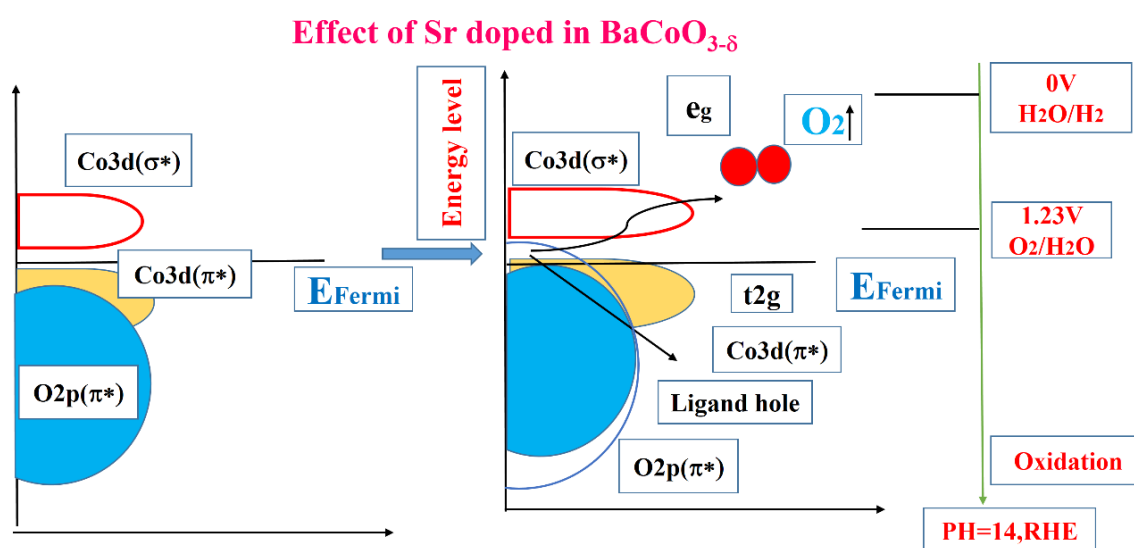 Effect of Sr doped in BaCoO3-δ
Co3d(σ*)
Co3d(π*)
EFermi
O2p(π*)
Energy level
eg
O2↑
Co3d(σ*)
t2g
EFermi
Co3d(π*)
Ligand hole
O2p(π*)
0V
H2O/H2
1.23V
O2/H2O
Oxidation
PH=14,RHE